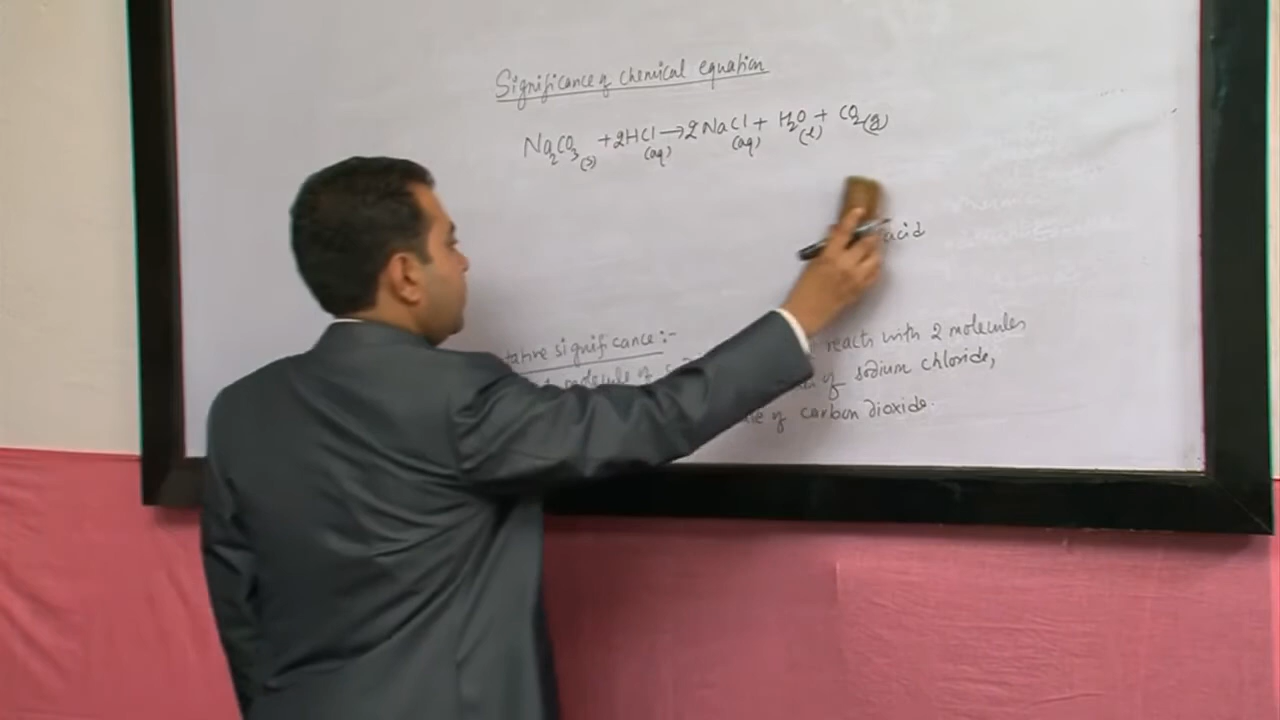 Significance of chemical equation
Na2CO3(s) + 2HCl(aq) → 2NaCl(aq) + H2O(l) + CO2(g)
acid
tative significance:-
reacts with 2 molecules
molecule of of sodium chloride,
of carbon dioxide.